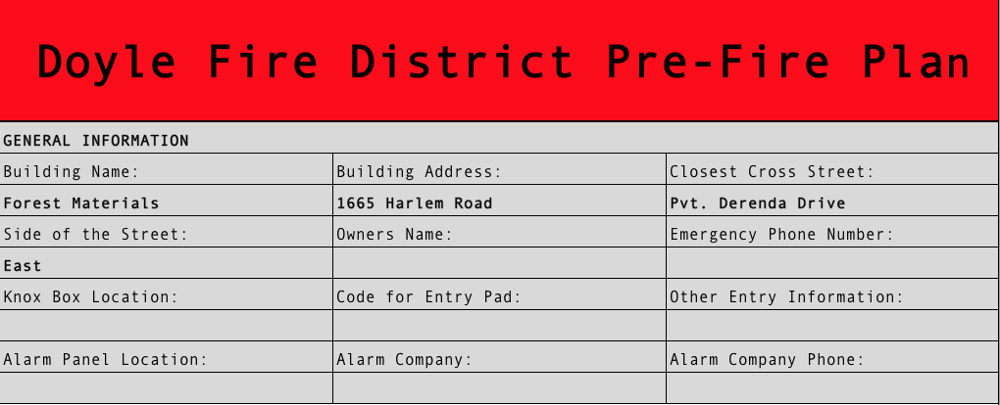 Doyle Fire District Pre-Fire Plan
GENERAL INFORMATION
Building Name: Building Address: Closest Cross Street:
Forest Materials 1665 Harlem Road Pvt. Derenda Drive
Side of the Street: Owners Name: Emergency Phone Number:
East
Knox Box Location: Code for Entry Pad: Other Entry Information:
Alarm Panel Location: Alarm Company: Alarm Company Phone: